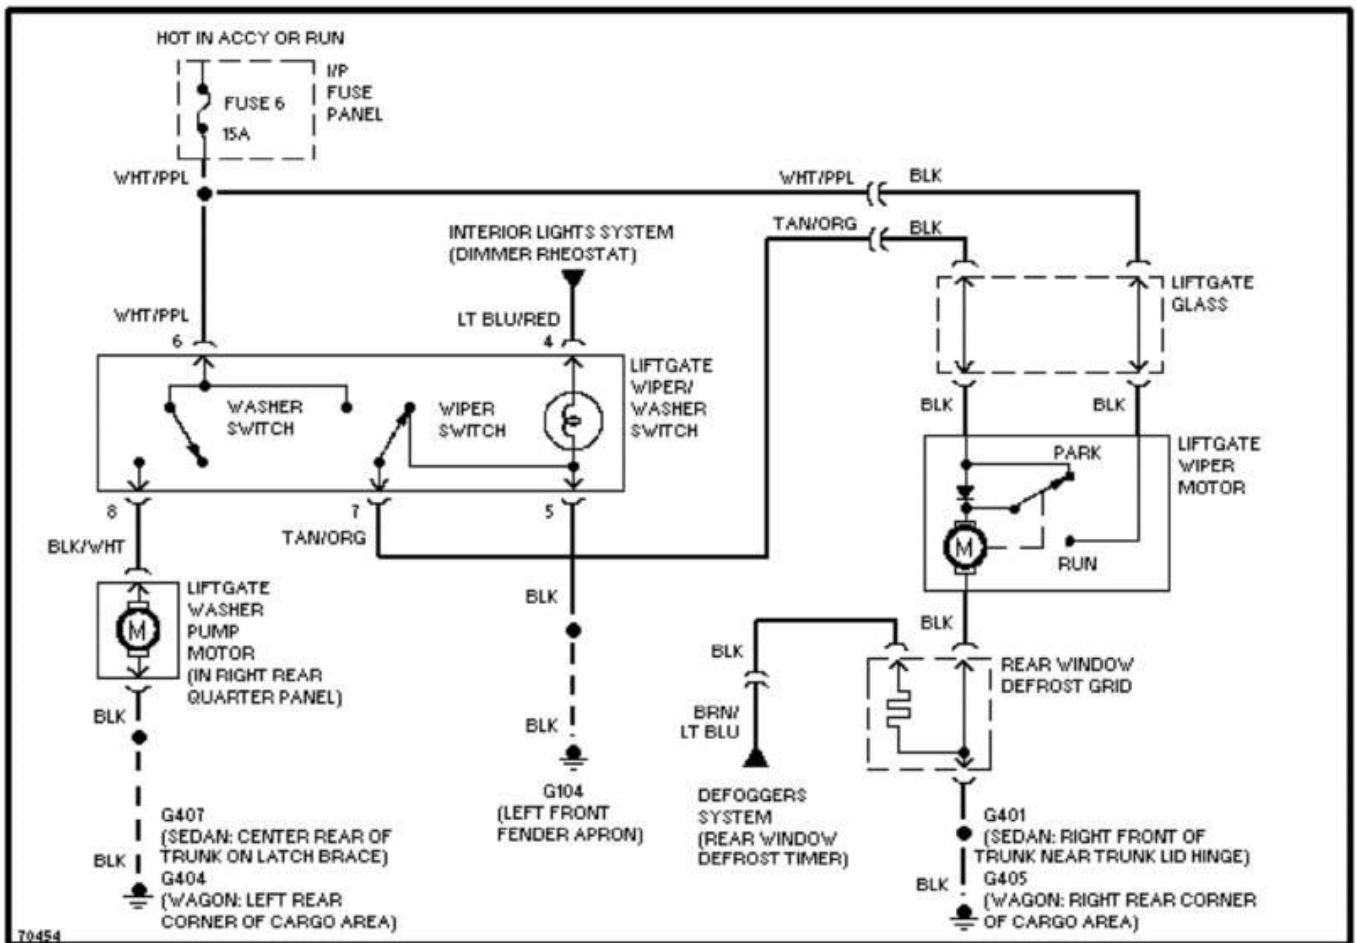 HOT IN ACCY OR RUN
I/P
FUSE
PANEL
FUSE 6
15A
WHT/PPL
WHT/PPL
BLK
TAN/ORG
BLK
INTERIOR LIGHTS SYSTEM
(DIMMER RHEOSTAT)
LIFTGATE
GLASS
WHT/PPL
LT BLU/RED
6
4
LIFTGATE
WIPER/
WASHER
SWITCH
WASHER
SWITCH
WIPER
SWITCH
BLK
BLK
LIFTGATE
WIPER
MOTOR
PARK
M
RUN
8
7
5
BLK/WHT
TAN/ORG
LIFTGATE
WASHER
PUMP
MOTOR
(IN RIGHT REAR
QUARTER PANEL)
M
BLK
BLK
BLK
REAR WINDOW
DEFROST GRID
BLK
BLK
BRN/
LT BLU
G104
(LEFT FRONT
FENDER APRON)
DEFOGGERS
SYSTEM
(REAR WINDOW
DEFROST TIMER)
G407
(SEDAN: CENTER REAR OF
TRUNK ON LATCH BRACE)
BLK
G404
(WAGON: LEFT REAR
CORNER OF CARGO AREA)
G401
(SEDAN: RIGHT FRONT OF
TRUNK NEAR TRUNK LID HINGE)
BLK
G405
(WAGON: RIGHT REAR CORNER
OF CARGO AREA)
70454